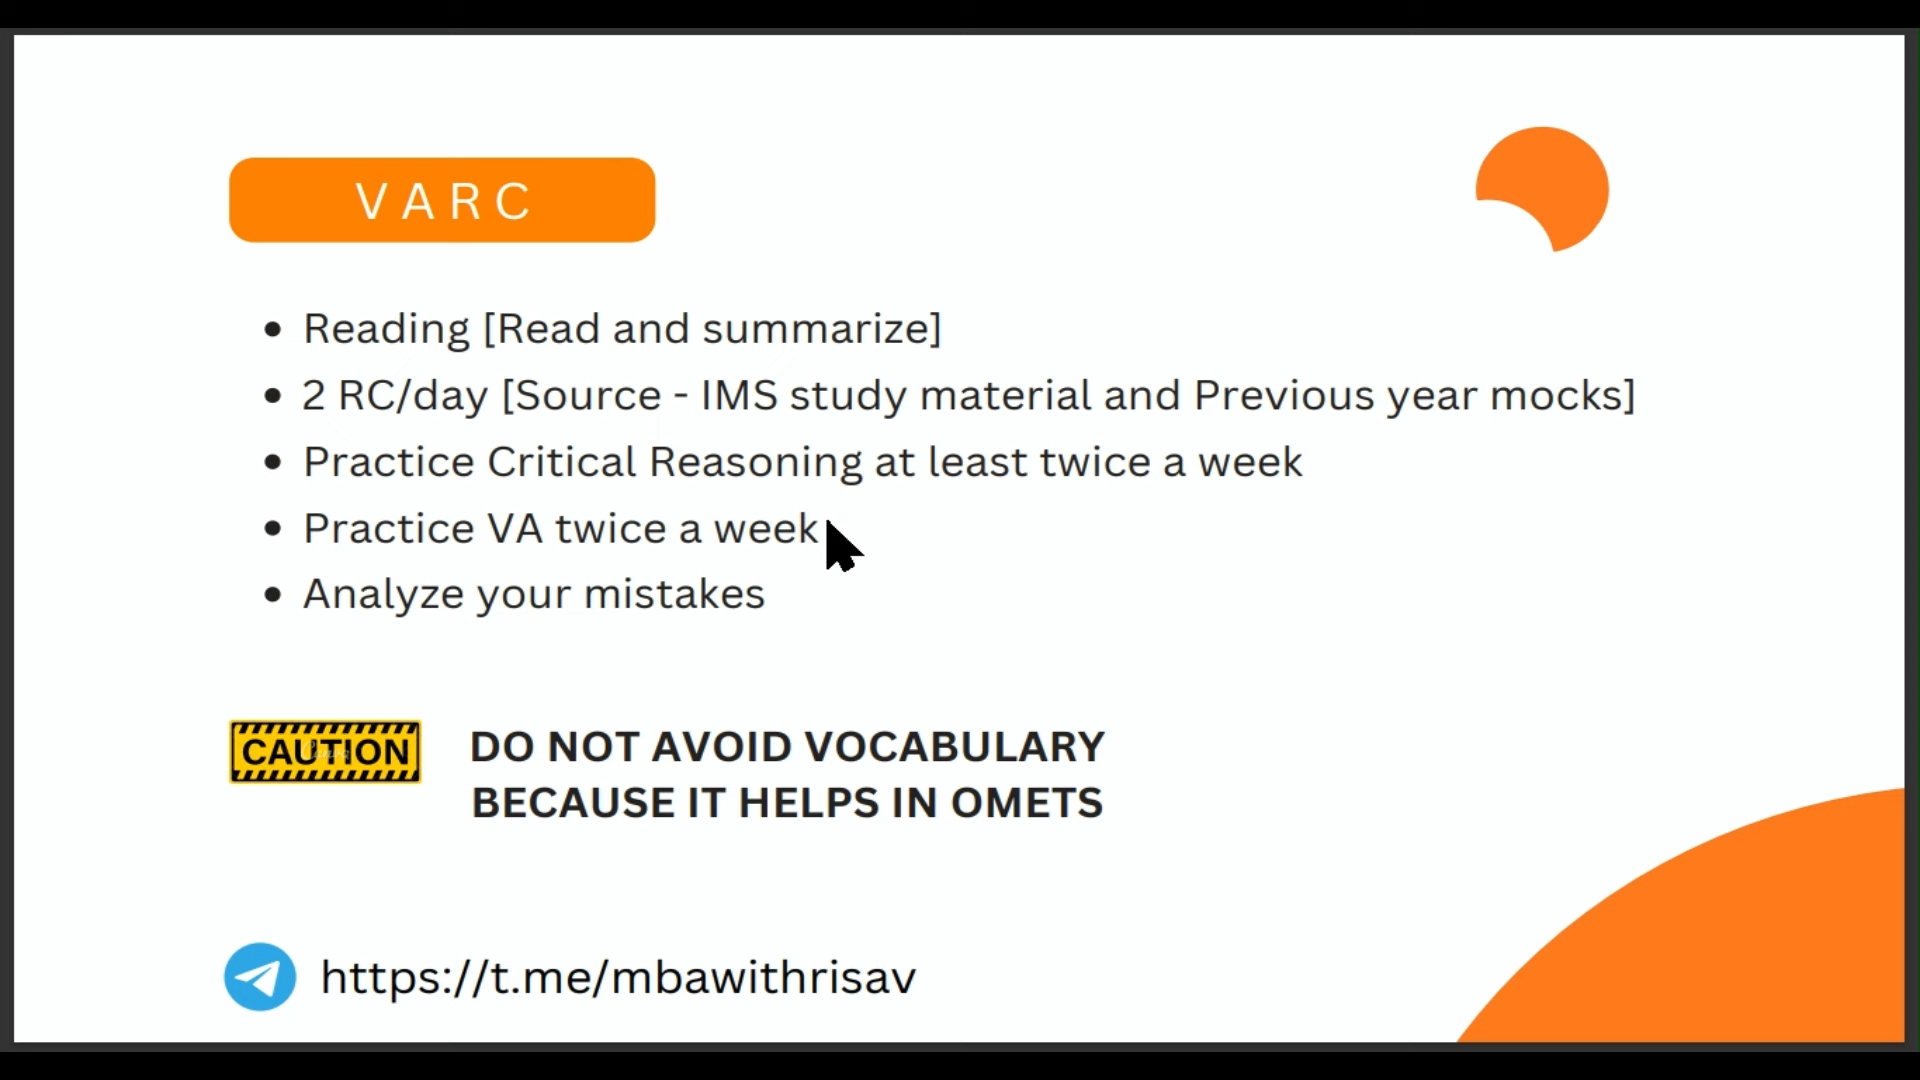 VARC
• Reading [Read and summarize]
• 2 RC/day [Source - IMS study material and Previous year mocks]
• Practice Critical Reasoning at least twice a week
• Practice VA twice a week
• Analyze your mistakes
CAUTION
DO NOT AVOID VOCABULARY
BECAUSE IT HELPS IN OMETS
https://t.me/mbawithrisav